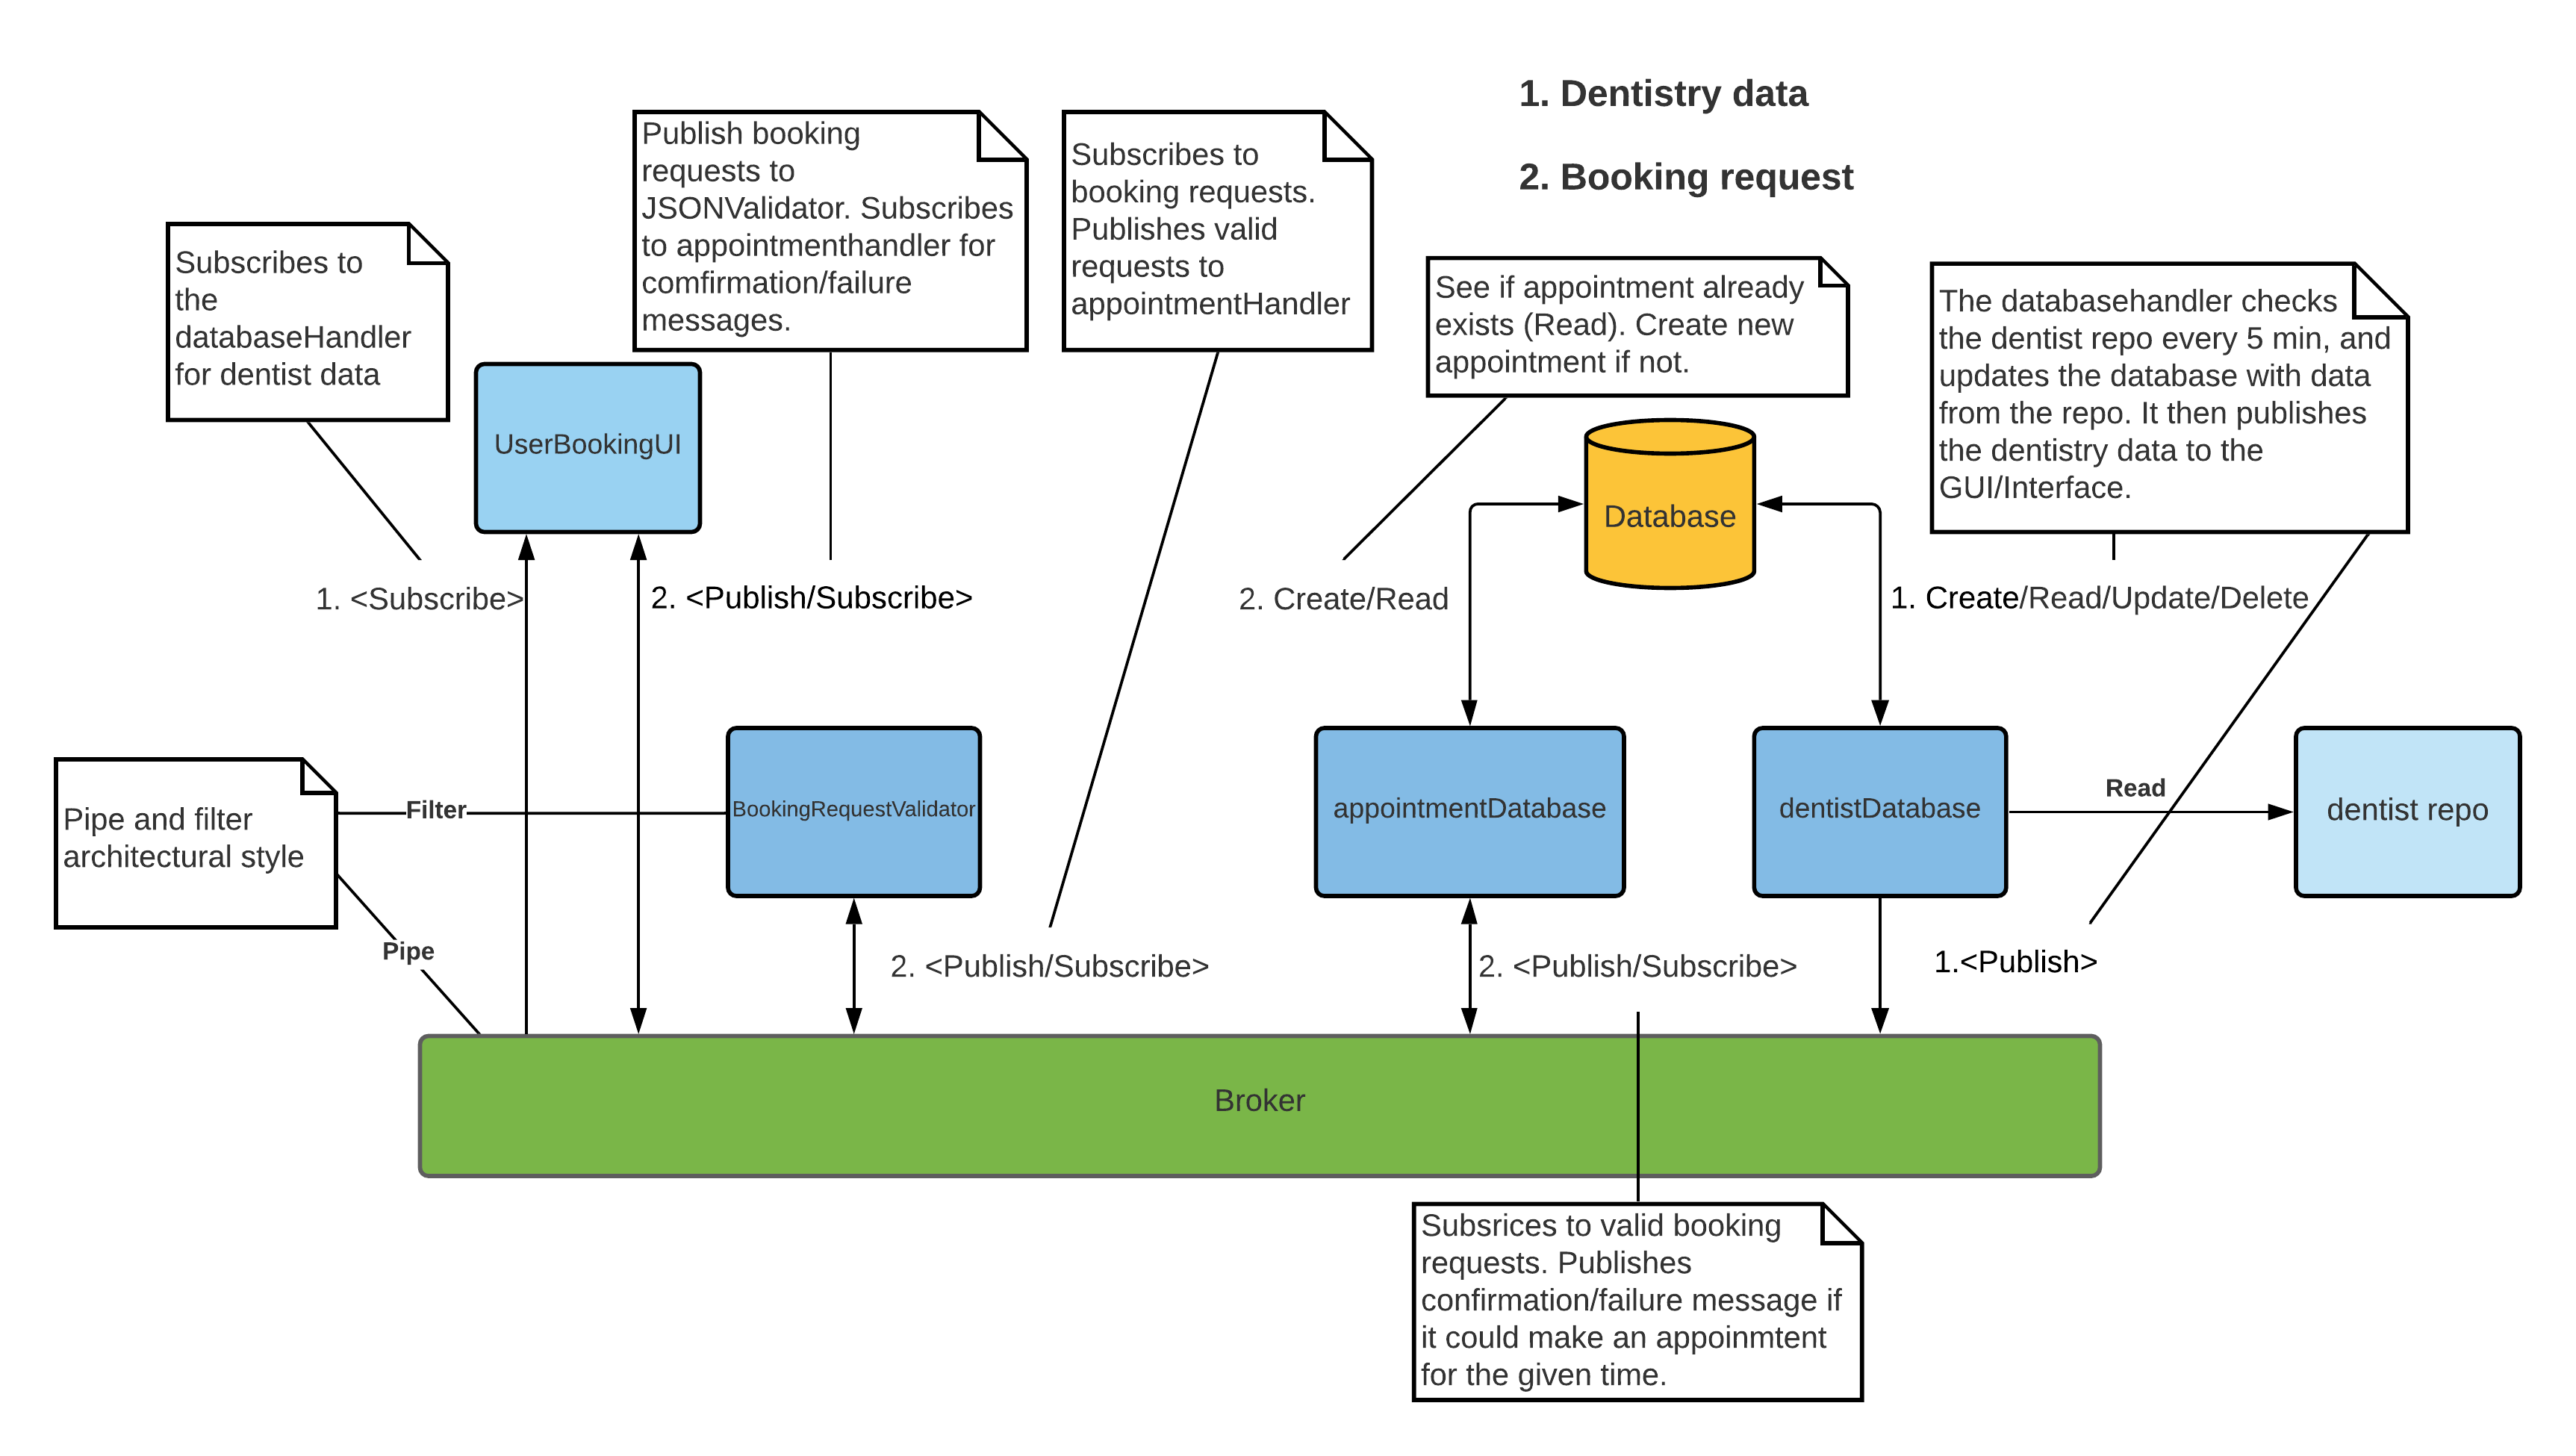 1. Dentistry data
2. Booking request
Publish booking
requests to
JSONValidator. Subscribes
to appointmenthandler for
comfirmation/failure
messages.
Subscribes to
booking requests.
Publishes valid
requests to
appointmentHandler
Subscribes to
the
databaseHandler
for dentist data
See if appointment already
exists (Read). Create new
appointment if not.
The databasehandler checks
the dentist repo every 5 min, and
updates the database with data
from the repo. It then publishes
the dentistry data to the
GUI/Interface.
UserBookingUI
Database
1. <Subscribe>
2. <Publish/Subscribe>
2. Create/Read
1. Create/Read/Update/Delete
Pipe and filter
architectural style
Filter
Pipe
BookingRequestValidator
appointmentDatabase
dentistDatabase
Read
dentist repo
2. <Publish/Subscribe>
2. <Publish/Subscribe>
1.<Publish>
Broker
Subsrices to valid booking
requests. Publishes
confirmation/failure message if
it could make an appoinmtent
for the given time.